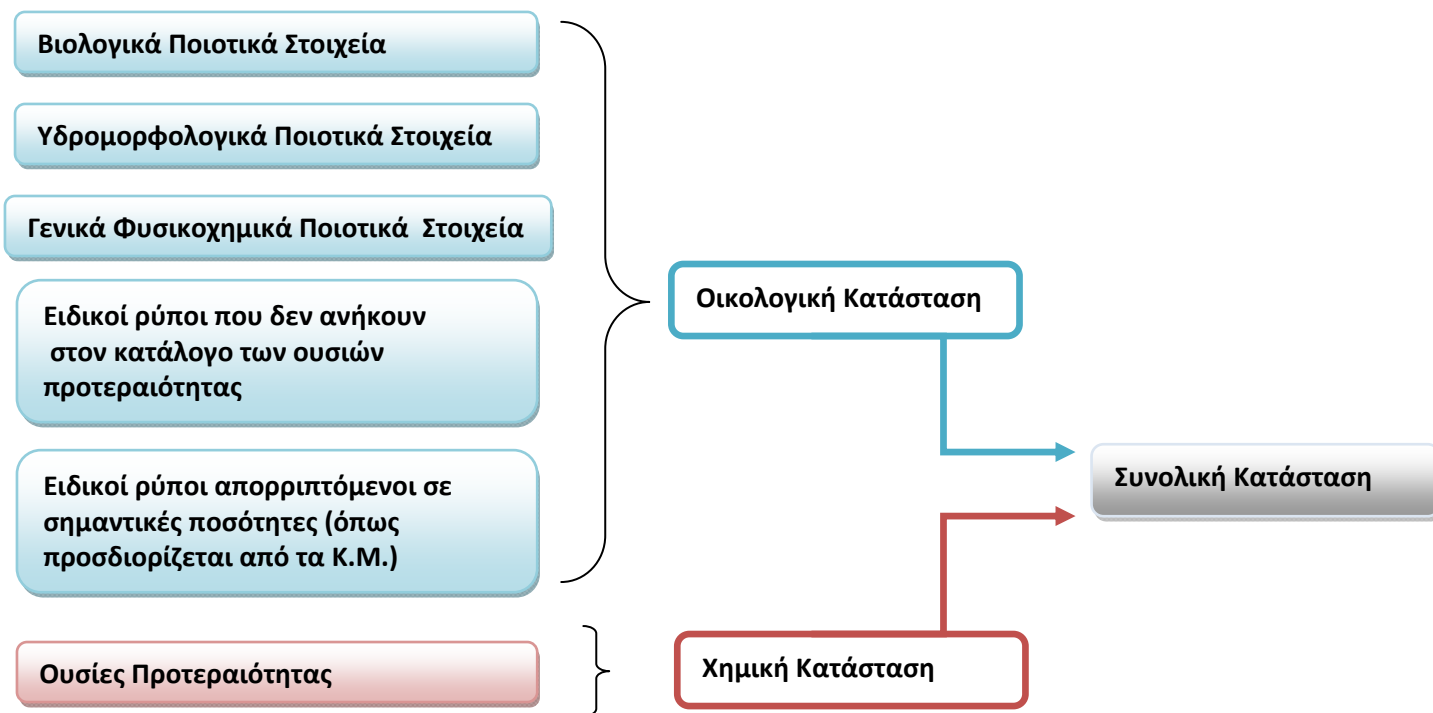 Βιολογικά Ποιοτικά Στοιχεία
Υδρομορφολογικά Ποιοτικά Στοιχεία
Γενικά Φυσικοχημικά Ποιοτικά Στοιχεία
Ειδικοί ρύποι που δεν ανήκουν
στον κατάλογο των ουσιών
προτεραιότητας
Ειδικοί ρύποι απορριπτόμενοι σε
σημαντικές ποσότητες (όπως
προσδιορίζεται από τα Κ.Μ.)
Ουσίες Προτεραιότητας
Οικολογική Κατάσταση
Χημική Κατάσταση
Συνολική Κατάσταση